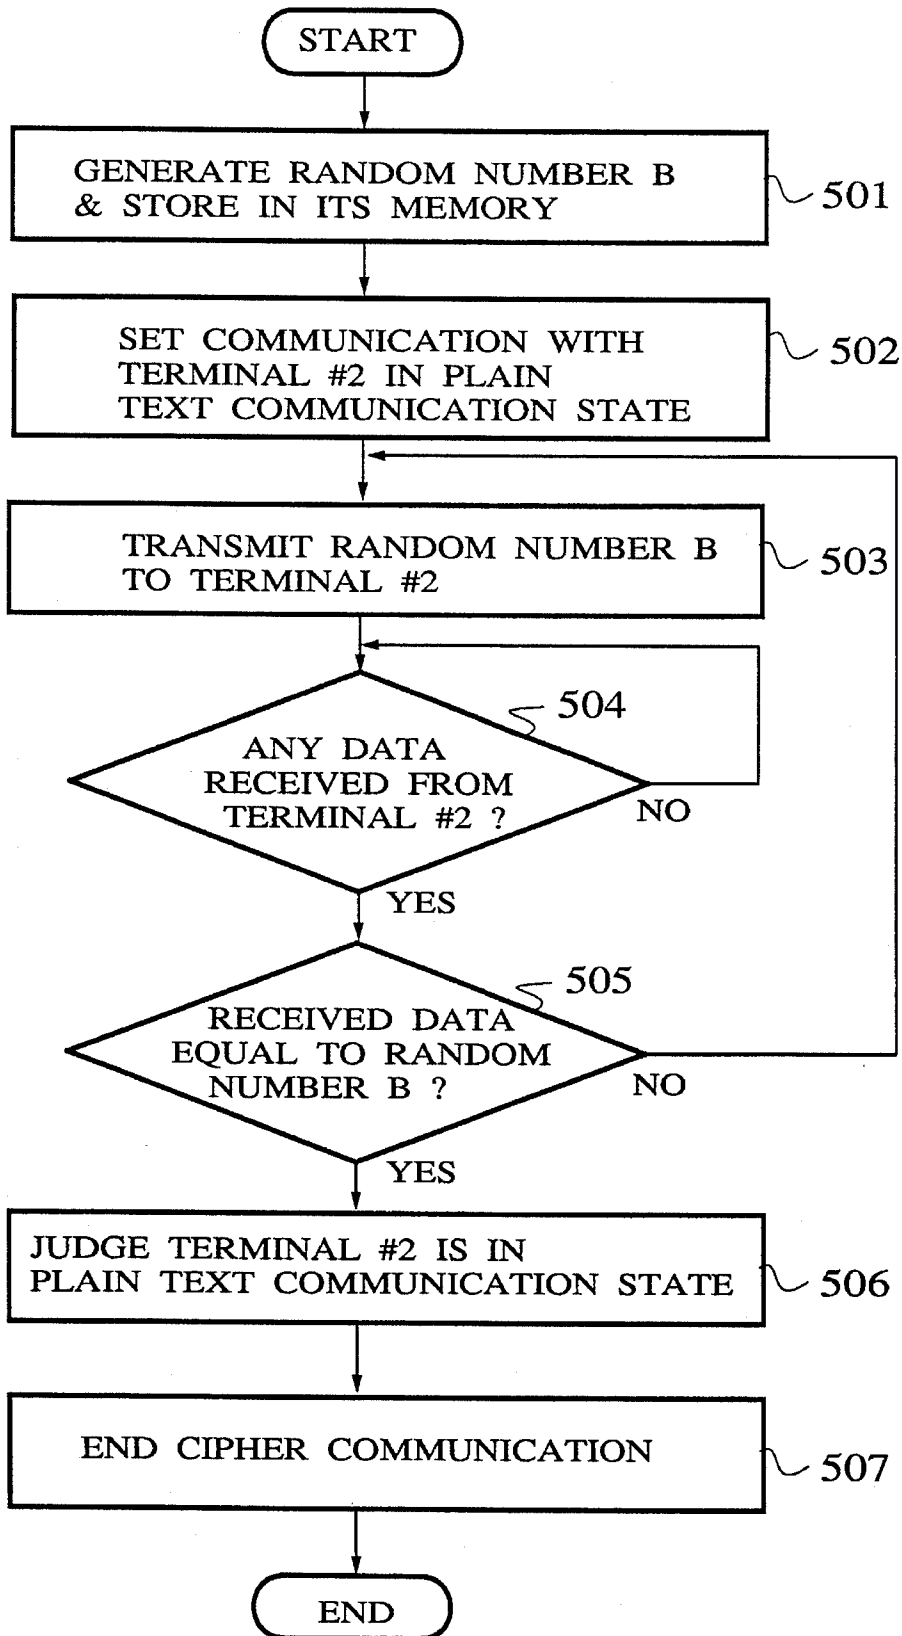 START
GENERATE RANDOM NUMBER B
& STORE IN ITS MEMORY
501
SET COMMUNICATION WITH
TERMINAL #2 IN PLAIN
TEXT COMMUNICATION STATE
502
TRANSMIT RANDOM NUMBER B
TO TERMINAL #2
503
504
ANY DATA
RECEIVED FROM
TERMINAL #2 ?
NO
YES
505
RECEIVED DATA
EQUAL TO RANDOM
NUMBER B ?
NO
YES
JUDGE TERMINAL #2 IS IN
PLAIN TEXT COMMUNICATION STATE
506
END CIPHER COMMUNICATION
507
END